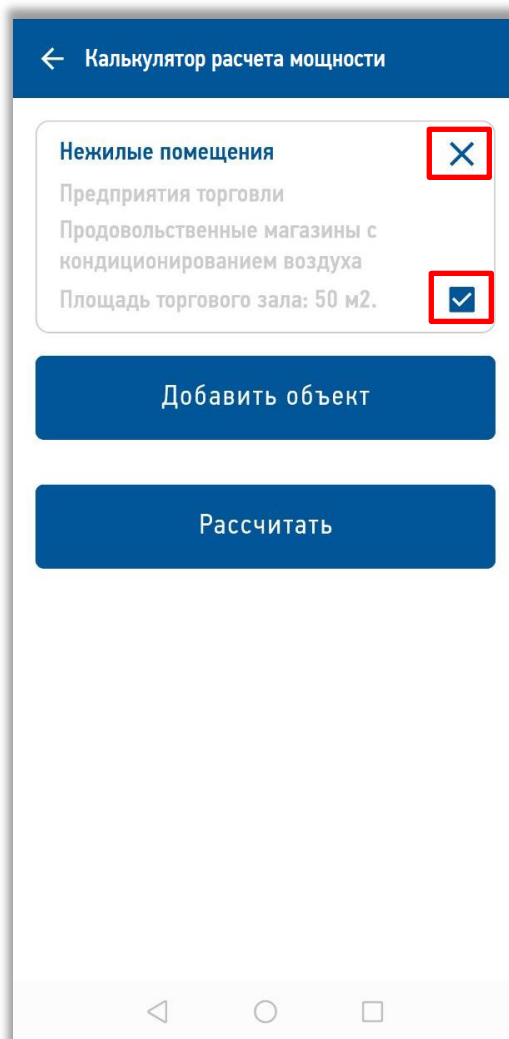 Калькулятор расчета мощности
Нежилые помещения
Предприятия торговли
Продовольственные магазины с
кондиционированием воздуха
Площадь торгового зала: 50 м2.
Добавить объект
Рассчитать